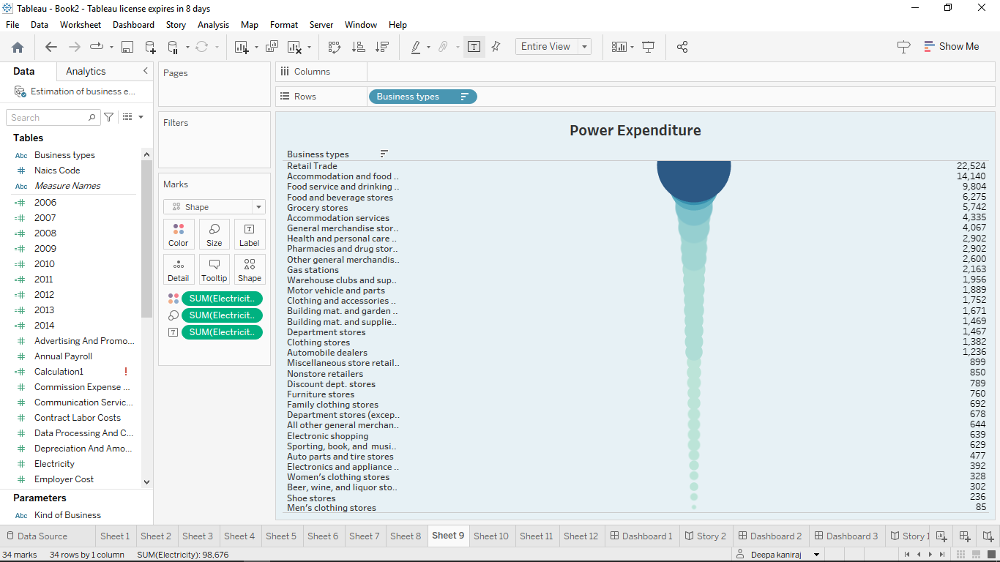 Tableau - Book2 - Tableau license expires in 8 days
File Data Worksheet Dashboard Story Analysis Map Format Server Window Help
Entire View Show Me
Data Analytics
Estimation of business e...
Search
Tables
Abc Business types
# Naics Code
Abc Measure Names
=# 2006
=# 2007
=# 2008
=# 2009
=# 2010
=# 2011
=# 2012
=# 2013
=# 2014
# Advertising And Promo...
# Annual Payroll
=# Calculation1 !
# Commission Expense ...
# Communication Servic...
# Contract Labor Costs
# Data Processing And C...
# Depreciation And Amo...
# Electricity
# Employer Cost
Parameters
Abc Kind of Business
Pages
Filters
Marks
Shape
Color Size Label
Detail Tooltip Shape
SUM(Electricit..
SUM(Electricit..
SUM(Electricit..
Columns
Rows Business types
Power Expenditure
Business types
Retail Trade 22,524
Accommodation and food .. 14,140
Food service and drinking .. 9,804
Food and beverage stores 6,275
Grocery stores 5,742
Accommodation services 4,335
General merchandise stor.. 4,067
Health and personal care .. 2,902
Pharmacies and drug stor.. 2,902
Other general merchandis.. 2,600
Gas stations 2,163
Warehouse clubs and sup.. 1,956
Motor vehicle and parts 1,889
Clothing and accessories .. 1,752
Building mat. and garden .. 1,671
Building mat. and supplie.. 1,469
Department stores 1,467
Clothing stores 1,382
Automobile dealers 1,236
Miscellaneous store retail.. 899
Nonstore retailers 850
Discount dept. stores 789
Furniture stores 760
Family clothing stores 692
Department stores (excep.. 678
All other general merchan.. 644
Electronic shopping 639
Sporting, book, and musi.. 629
Auto parts and tire stores 477
Electronics and appliance .. 392
Women's clothing stores 328
Beer, wine, and liquor sto.. 302
Shoe stores 236
Men's clothing stores 85
Data Source Sheet 1 Sheet 2 Sheet 3 Sheet 4 Sheet 5 Sheet 6 Sheet 7 Sheet 8 Sheet 9 Sheet 10 Sheet 11 Sheet 12 Dashboard 1 Story 2 Dashboard 2 Dashboard 3 Story 1
34 marks 34 rows by 1 column SUM(Electricity): 98,676 Deepa kaniraj